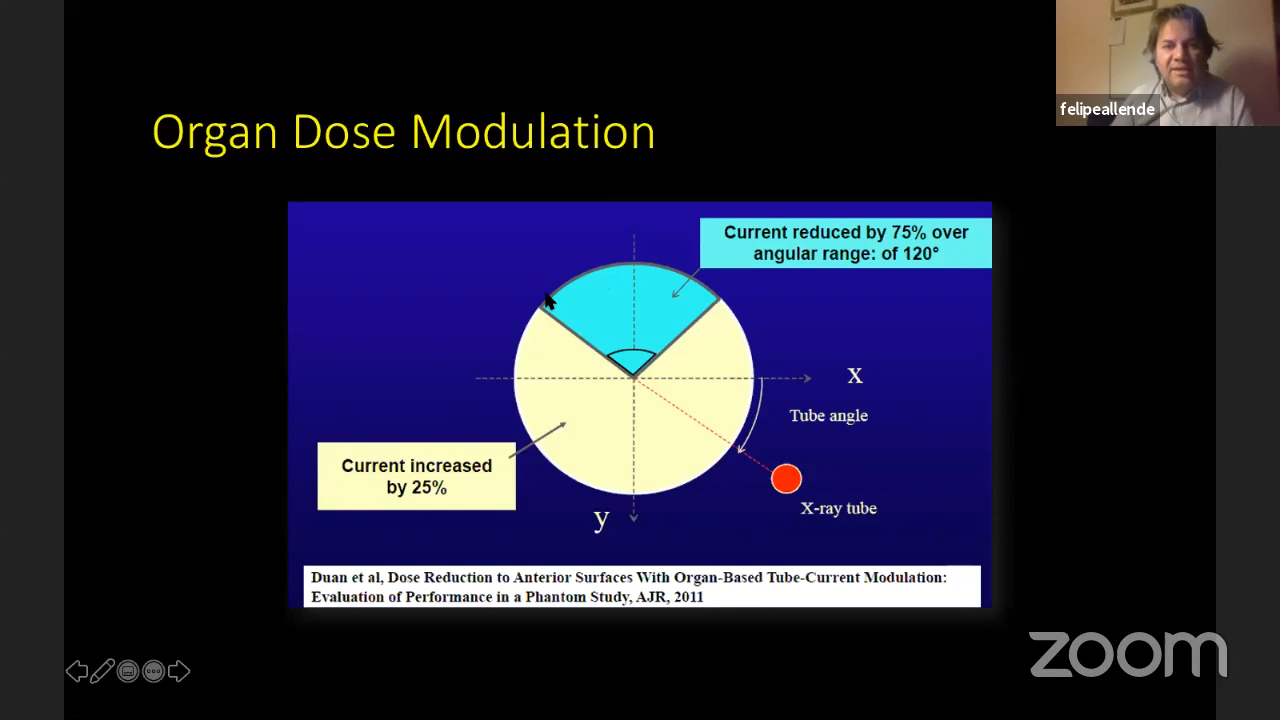 felipeallende
Organ Dose Modulation
Current reduced by 75% over
angular range: of 120°
x
Tube angle
Current increased
by 25%
X-ray tube
y
Duan et al, Dose Reduction to Anterior Surfaces With Organ-Based Tube-Current Modulation:
Evaluation of Performance in a Phantom Study, AJR, 2011
zoom